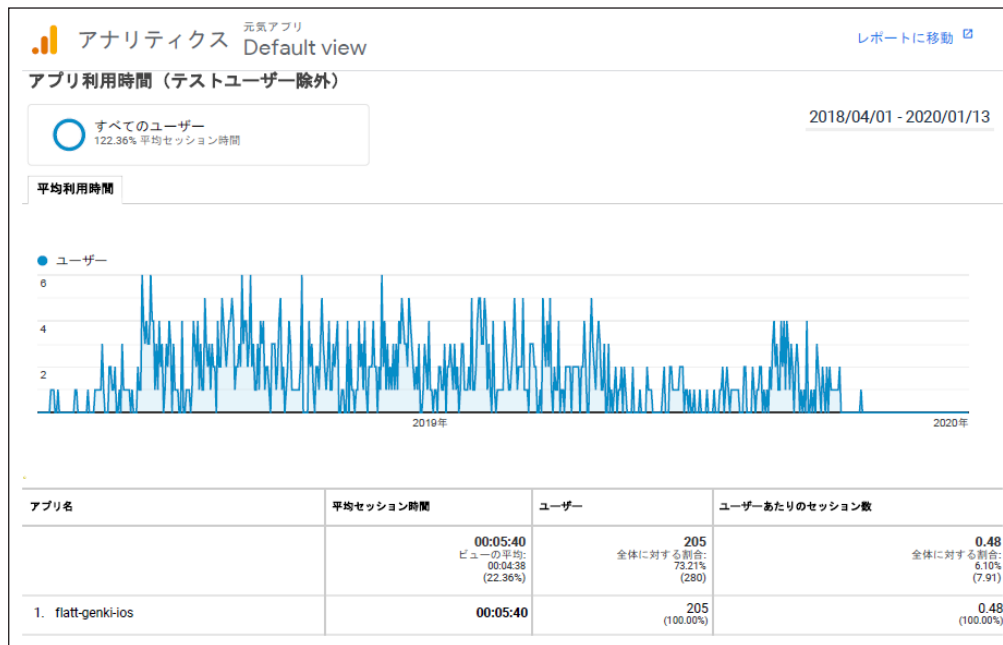 アナリティクス
元気アプリ
Default view
レポートに移動
アプリ利用時間（テストユーザー除外）
すべてのユーザー
122.36% 平均セッション時間
2018/04/01 - 2020/01/13
平均利用時間
ユーザー
6
4
2
2019年
2020年
アプリ名 平均セッション時間 ユーザー ユーザーあたりのセッション数
00:05:40 205 0.48
ビューの平均: 全体に対する割合: 全体に対する割合:
00:04:38 73.21% 6.10%
(22.36%) (280) (7.91)
1. flatt-genki-ios 00:05:40 205 0.48
(100.00%) (100.00%)